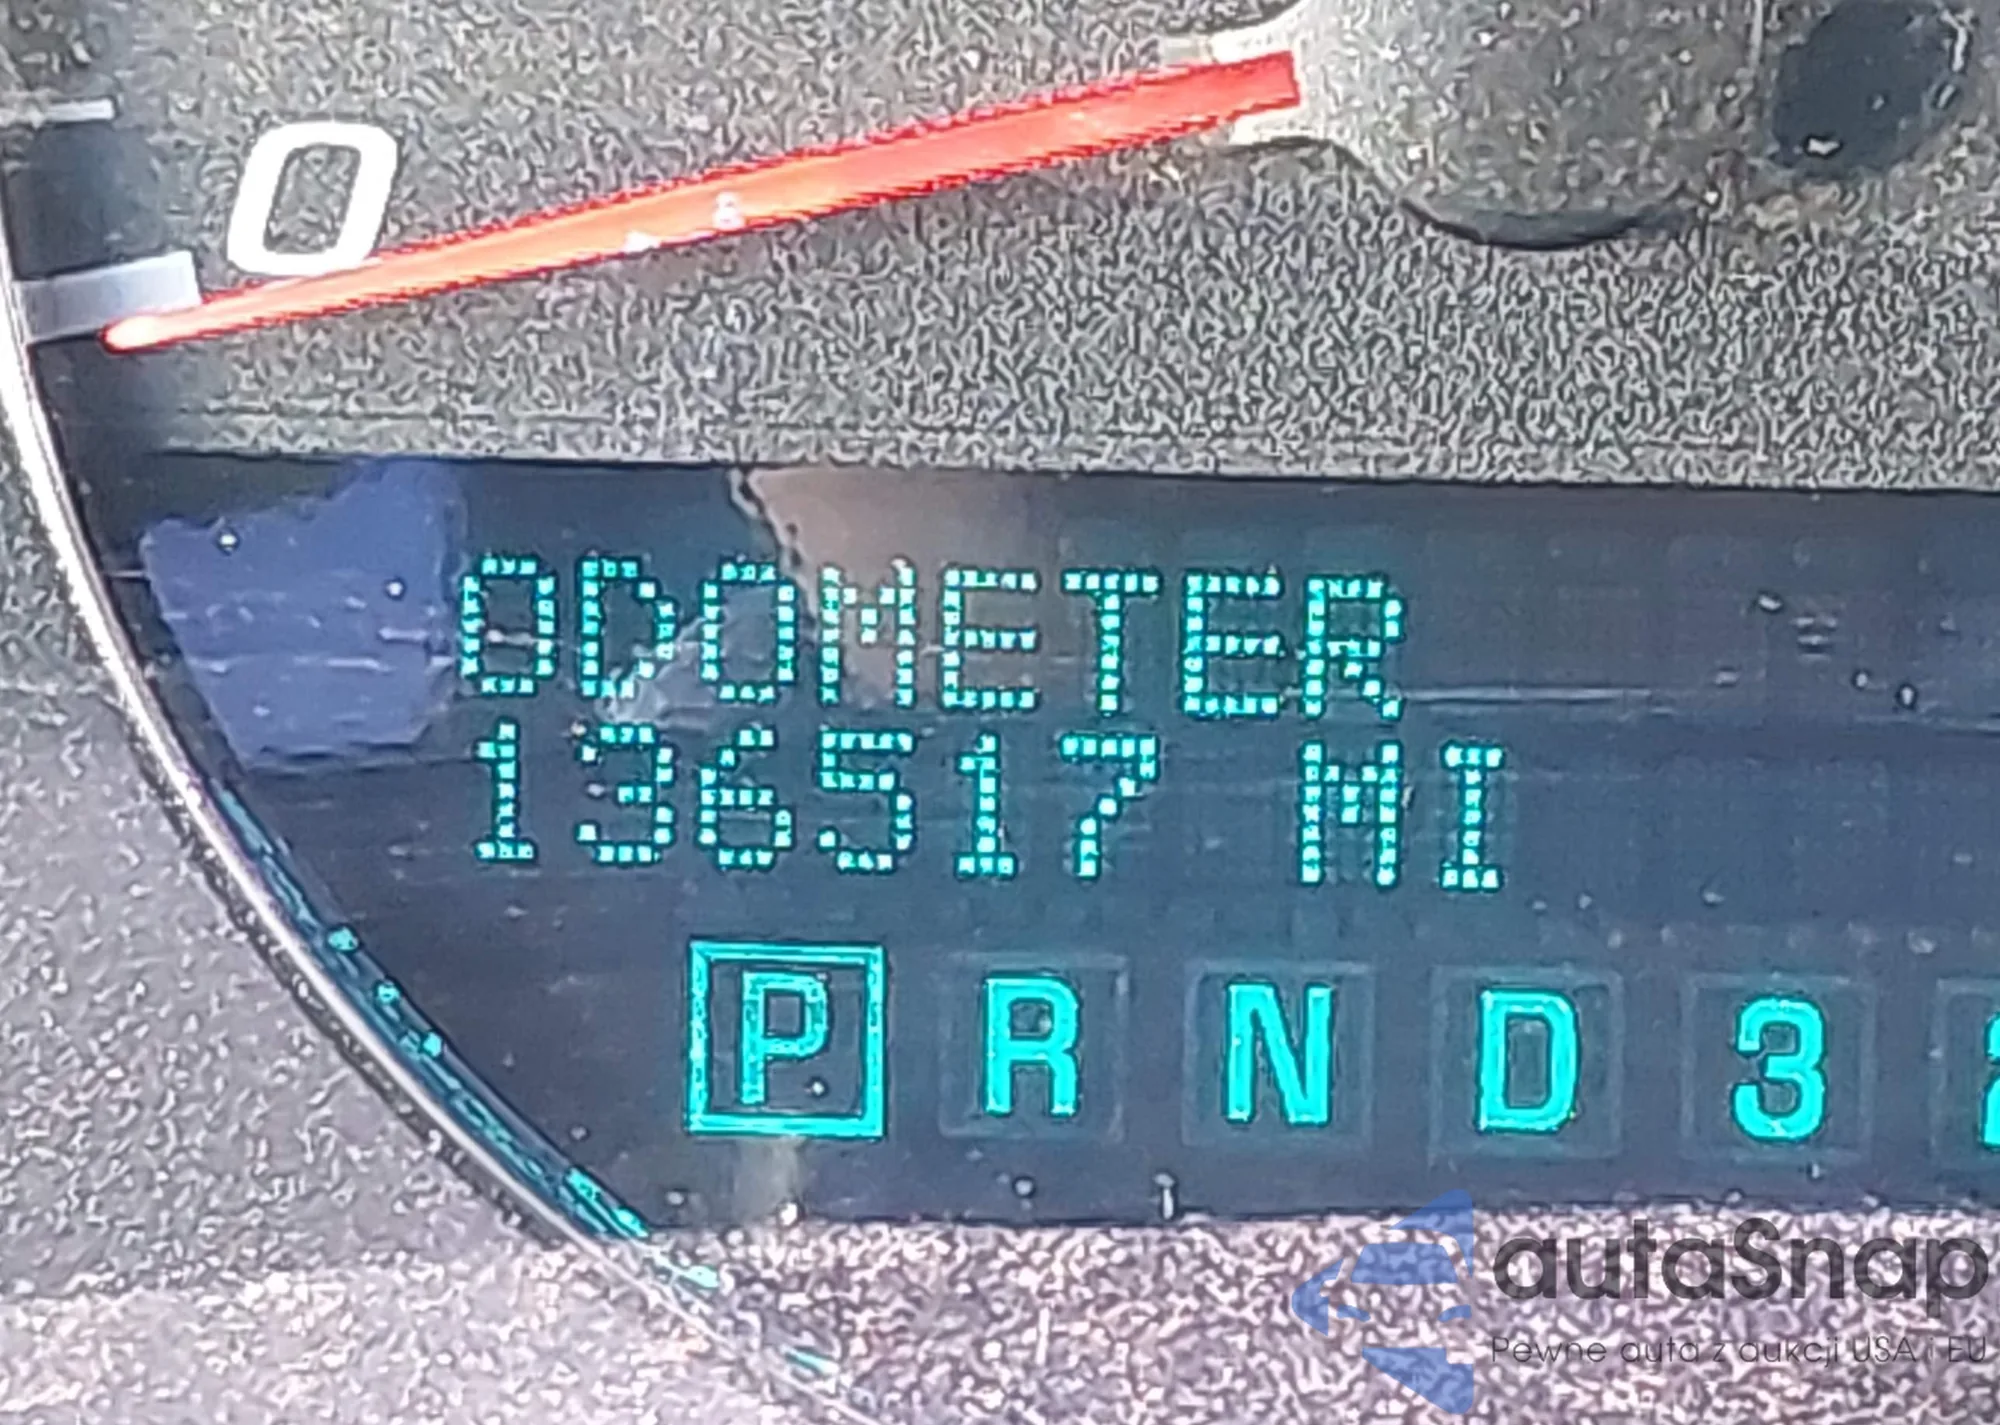 0
ODOMETER
136517 MI
P R N D 3
autaSnap
Pewne auta z aukcji USA i EU